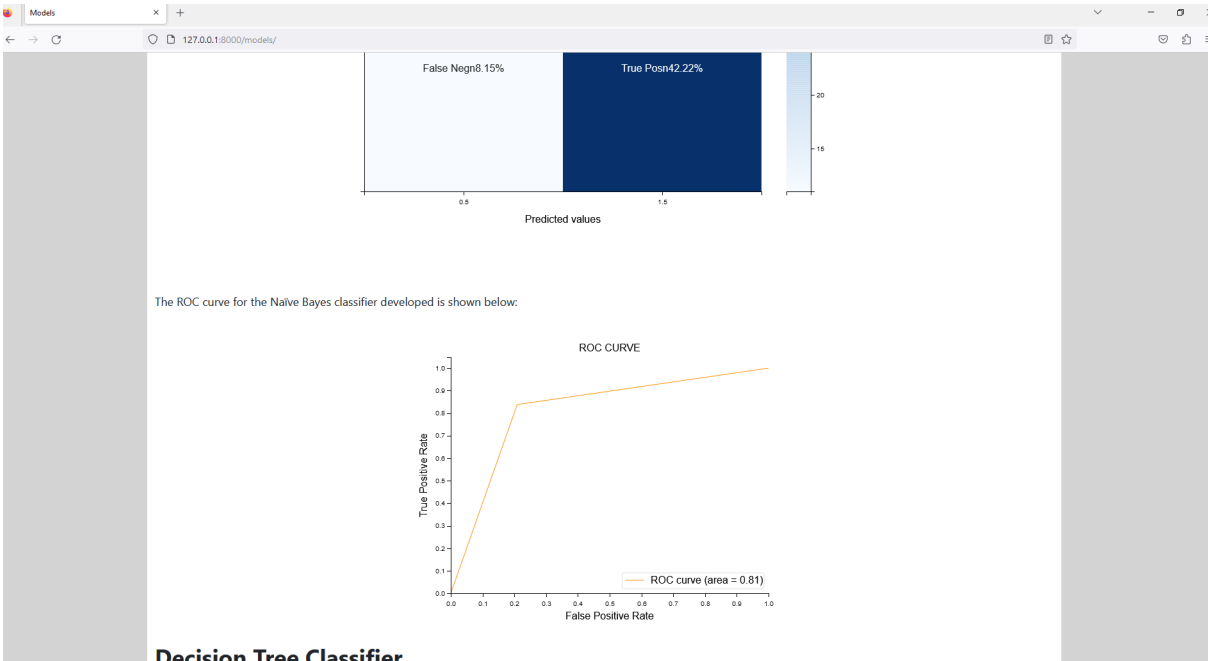 Models
127.0.0.1:8000/models/
False Negn8.15%
True Posn42.22%
20
15
0.5
1.5
Predicted values
The ROC curve for the Naïve Bayes classifier developed is shown below:
ROC CURVE
1.0
0.9
0.8
0.7
0.6
0.5
0.4
0.3
0.2
0.1
0.0
True Positive Rate
ROC curve (area = 0.81)
0.0 0.1 0.2 0.3 0.4 0.5 0.6 0.7 0.8 0.9 1.0
False Positive Rate
Decision Tree Classifier